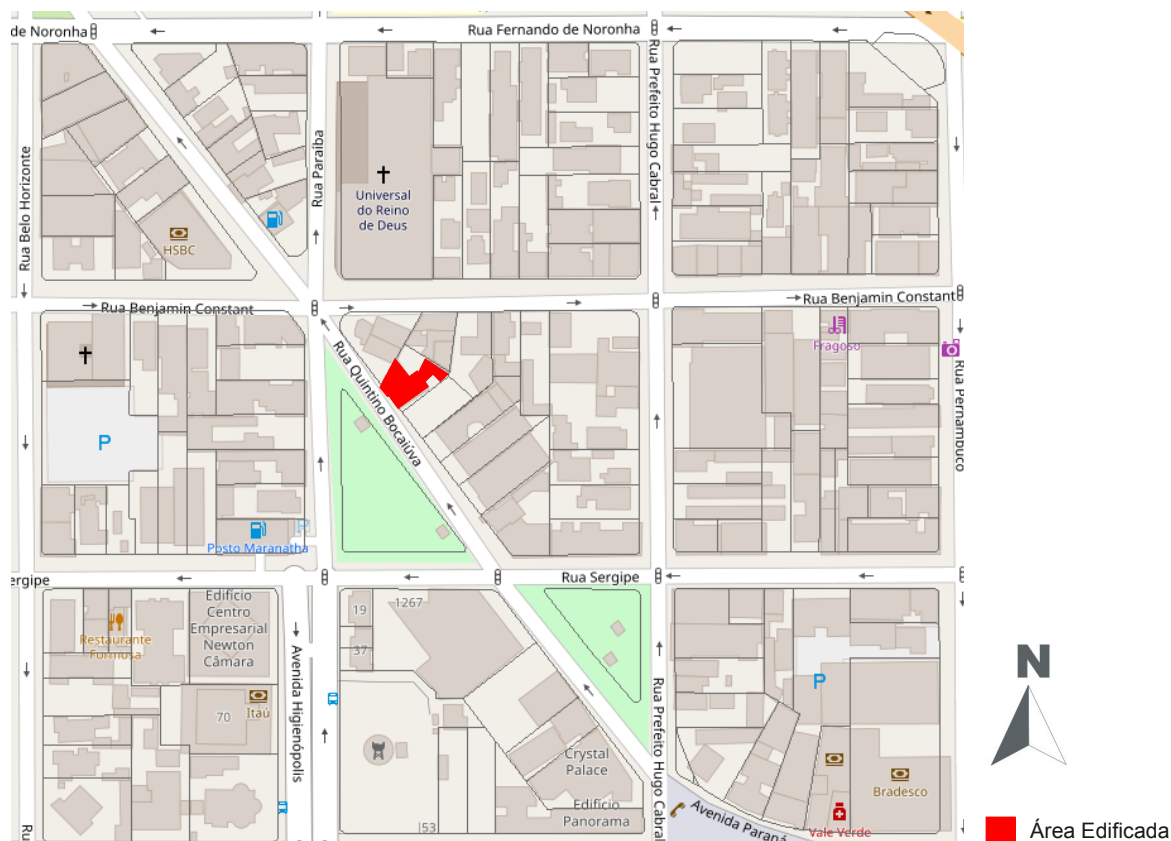 de Noronha
Rua Fernando de Noronha
Rua Prefeito Hugo Cabral
Rua Belo Horizonte
Rua Paraíba
Universal
do Reino
de Deus
HSBC
Rua Benjamin Constant
Rua Benjamin Constant
Fragoso
Rua Pernambuco
Rua Quintino Bocaiúva
P
P
Posto Maranatha
ergipe
Rua Sergipe
Restaurante
Formosa
Edifício
Centro
Empresarial
Newton
Câmara
19
1267
37
Avenida Higienópolis
Itaú
70
P
Rua Prefeito Hugo Cabral
Crystal
Palace
Edifício
Panorama
53
Avenida Paraná
Bradesco
Vale Verde
Ru
N
Área Edificada